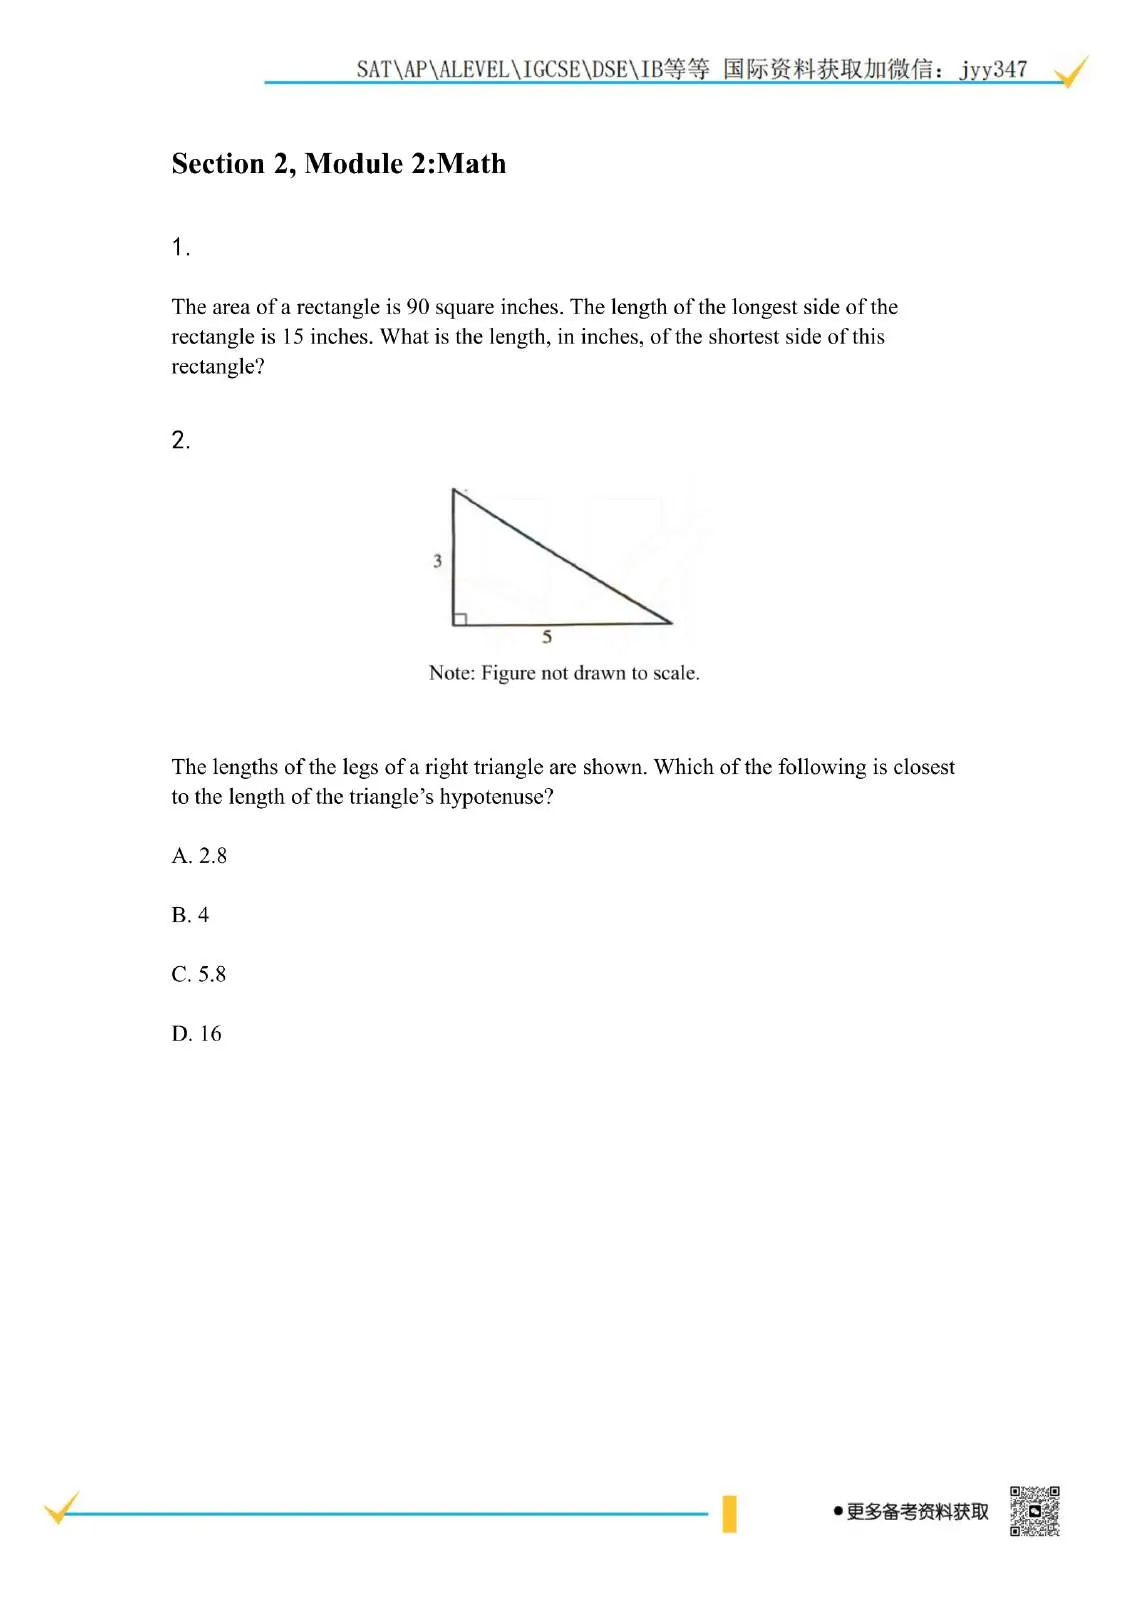 SAT\AP\ALEVEL\IGCSE\DSE\IB等等 国际资料获取加微信：jyy347
Section 2, Module 2:Math
1.
The area of a rectangle is 90 square inches. The length of the longest side of the
rectangle is 15 inches. What is the length, in inches, of the shortest side of this
rectangle?
2.
3
5
Note: Figure not drawn to scale.
The lengths of the legs of a right triangle are shown. Which of the following is closest
to the length of the triangle’s hypotenuse?
A. 2.8
B. 4
C. 5.8
D. 16
●更多备考资料获取